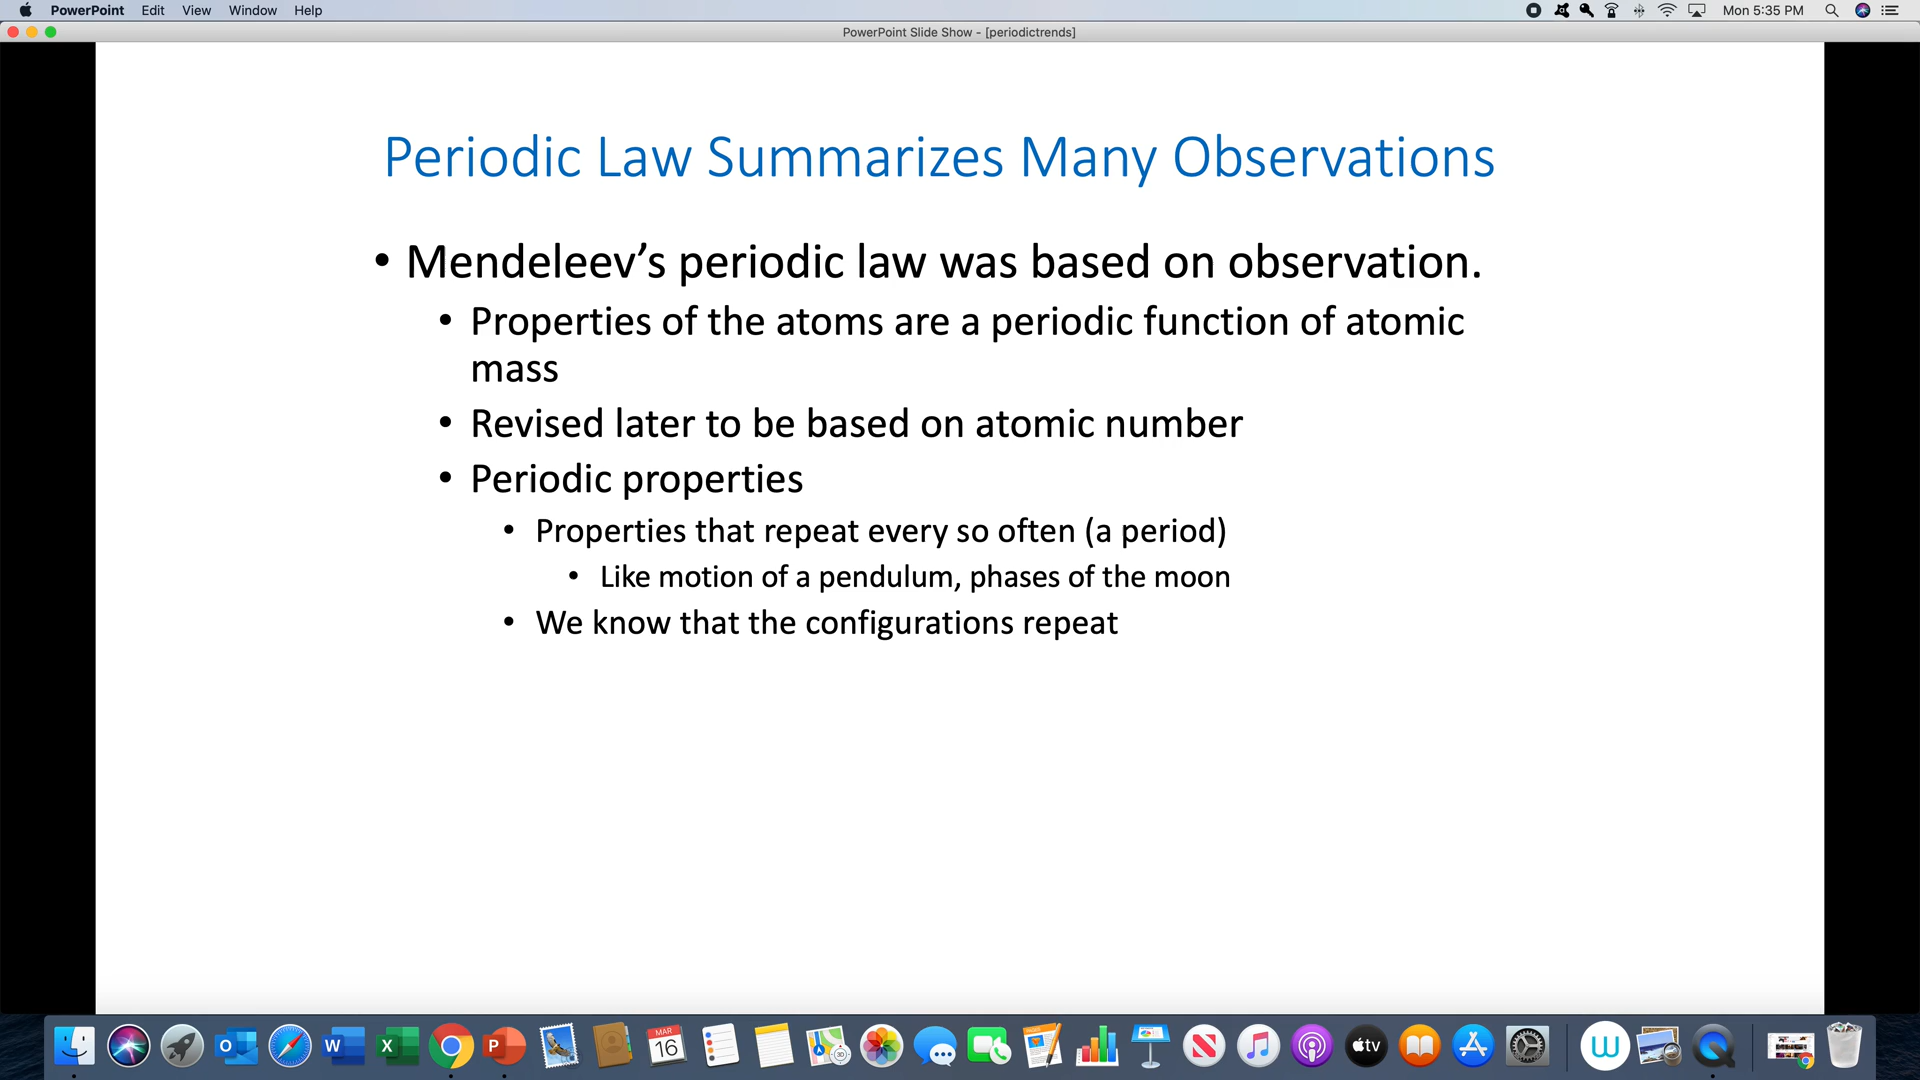 PowerPoint Edit View Window Help Mon 5:35 PM
PowerPoint Slide Show - [periodictrends]
Periodic Law Summarizes Many Observations
• Mendeleev’s periodic law was based on observation.
• Properties of the atoms are a periodic function of atomic
mass
• Revised later to be based on atomic number
• Periodic properties
• Properties that repeat every so often (a period)
• Like motion of a pendulum, phases of the moon
• We know that the configurations repeat
MAR
16
tv